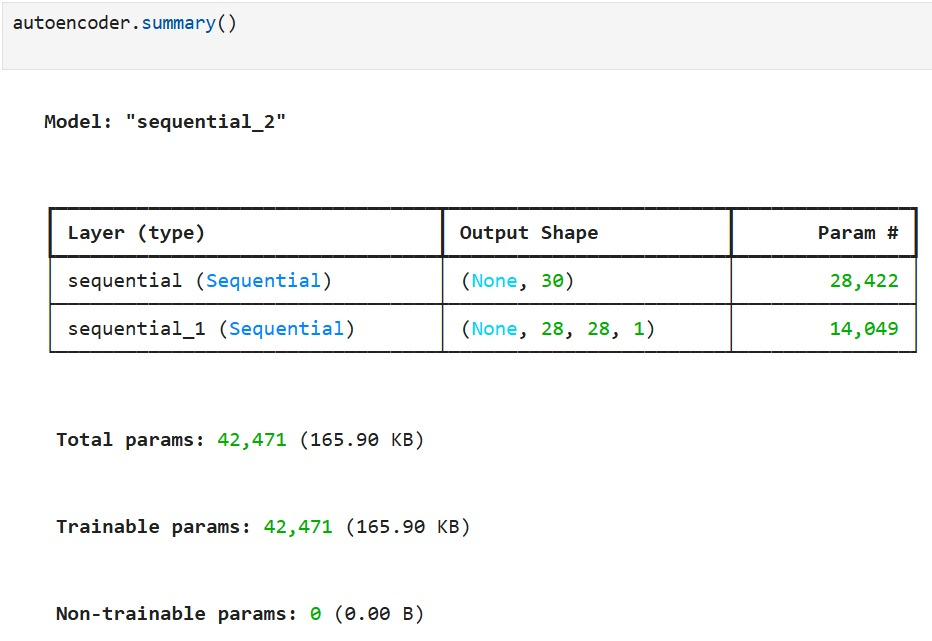 autoencoder.summary()
Model: "sequential_2"
Layer (type) Output Shape Param #
sequential (Sequential) (None, 30) 28,422
sequential_1 (Sequential) (None, 28, 28, 1) 14,049
Total params: 42,471 (165.90 KB)
Trainable params: 42,471 (165.90 KB)
Non-trainable params: 0 (0.00 B)